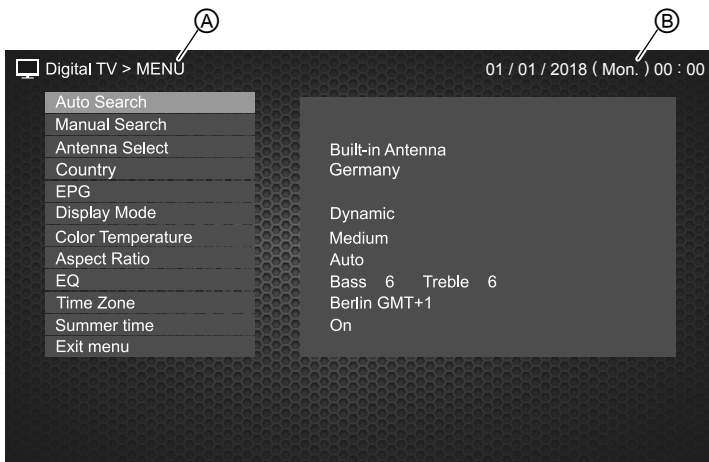 A
B
Digital TV > MENU
01 / 01 / 2018 ( Mon. ) 00 : 00
Auto Search
Manual Search
Antenna Select Built-in Antenna
Country Germany
EPG
Display Mode Dynamic
Color Temperature Medium
Aspect Ratio Auto
EQ Bass 6 Treble 6
Time Zone Berlin GMT+1
Summer time On
Exit menu